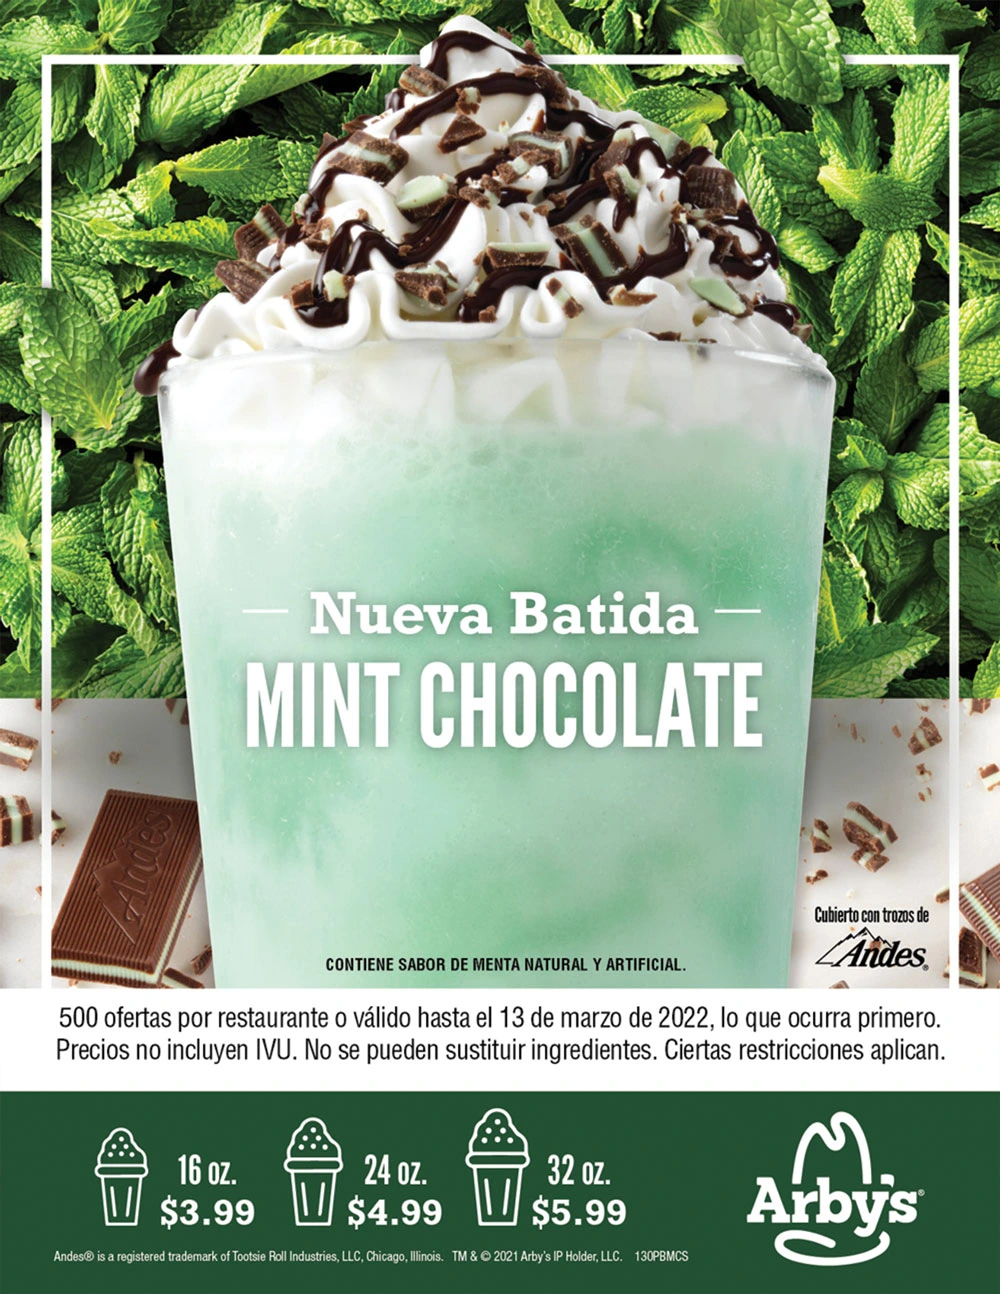 Nueva Batida
MINT CHOCOLATE
Andes
Cubierto con trozos de
Andes®
CONTIENE SABOR DE MENTA NATURAL Y ARTIFICIAL.
500 ofertas por restaurante o válido hasta el 13 de marzo de 2022, lo que ocurra primero.
Precios no incluyen IVU. No se pueden sustituir ingredientes. Ciertas restricciones aplican.
16 oz.
$3.99
24 oz.
$4.99
32 oz.
$5.99
Arby's®
Andes® is a registered trademark of Tootsie Roll Industries, LLC, Chicago, Illinois. TM & © 2021 Arby's IP Holder, LLC. 130PBMCS